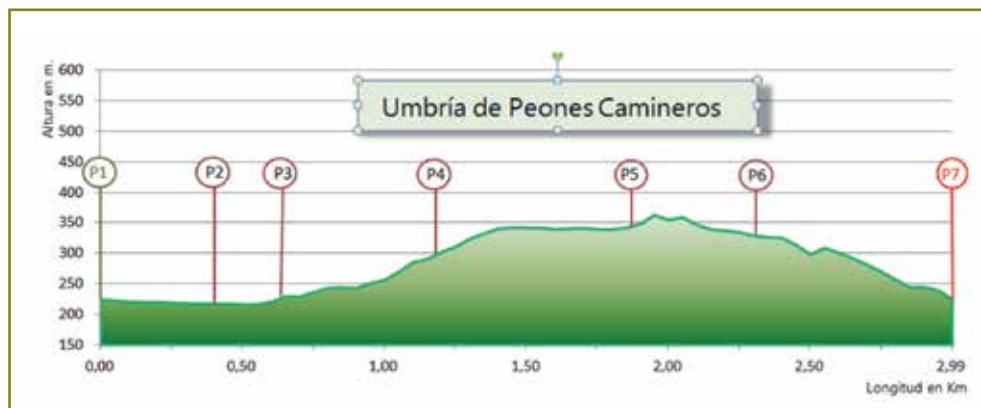 Altura en m.
600
550
500
450
400
350
300
250
200
150
Umbría de Peones Camineros
P1
P2
P3
P4
P5
P6
P7
0,00
0,50
1,00
1,50
2,00
2,50
2,99
Longitud en Km